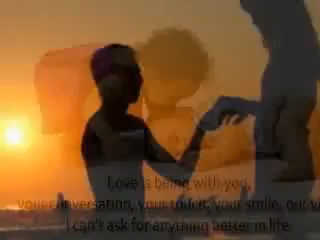 Love is being with you,
your conversation, your touch, your smile, our
I can't ask for anything better in life